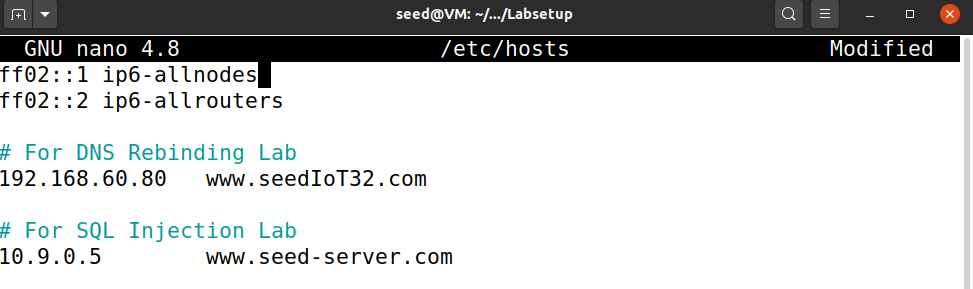 seed@VM: ~/.../Labsetup
GNU nano 4.8 /etc/hosts Modified
ff02::1 ip6-allnodes
ff02::2 ip6-allrouters
# For DNS Rebinding Lab
192.168.60.80 www.seedIoT32.com
# For SQL Injection Lab
10.9.0.5 www.seed-server.com